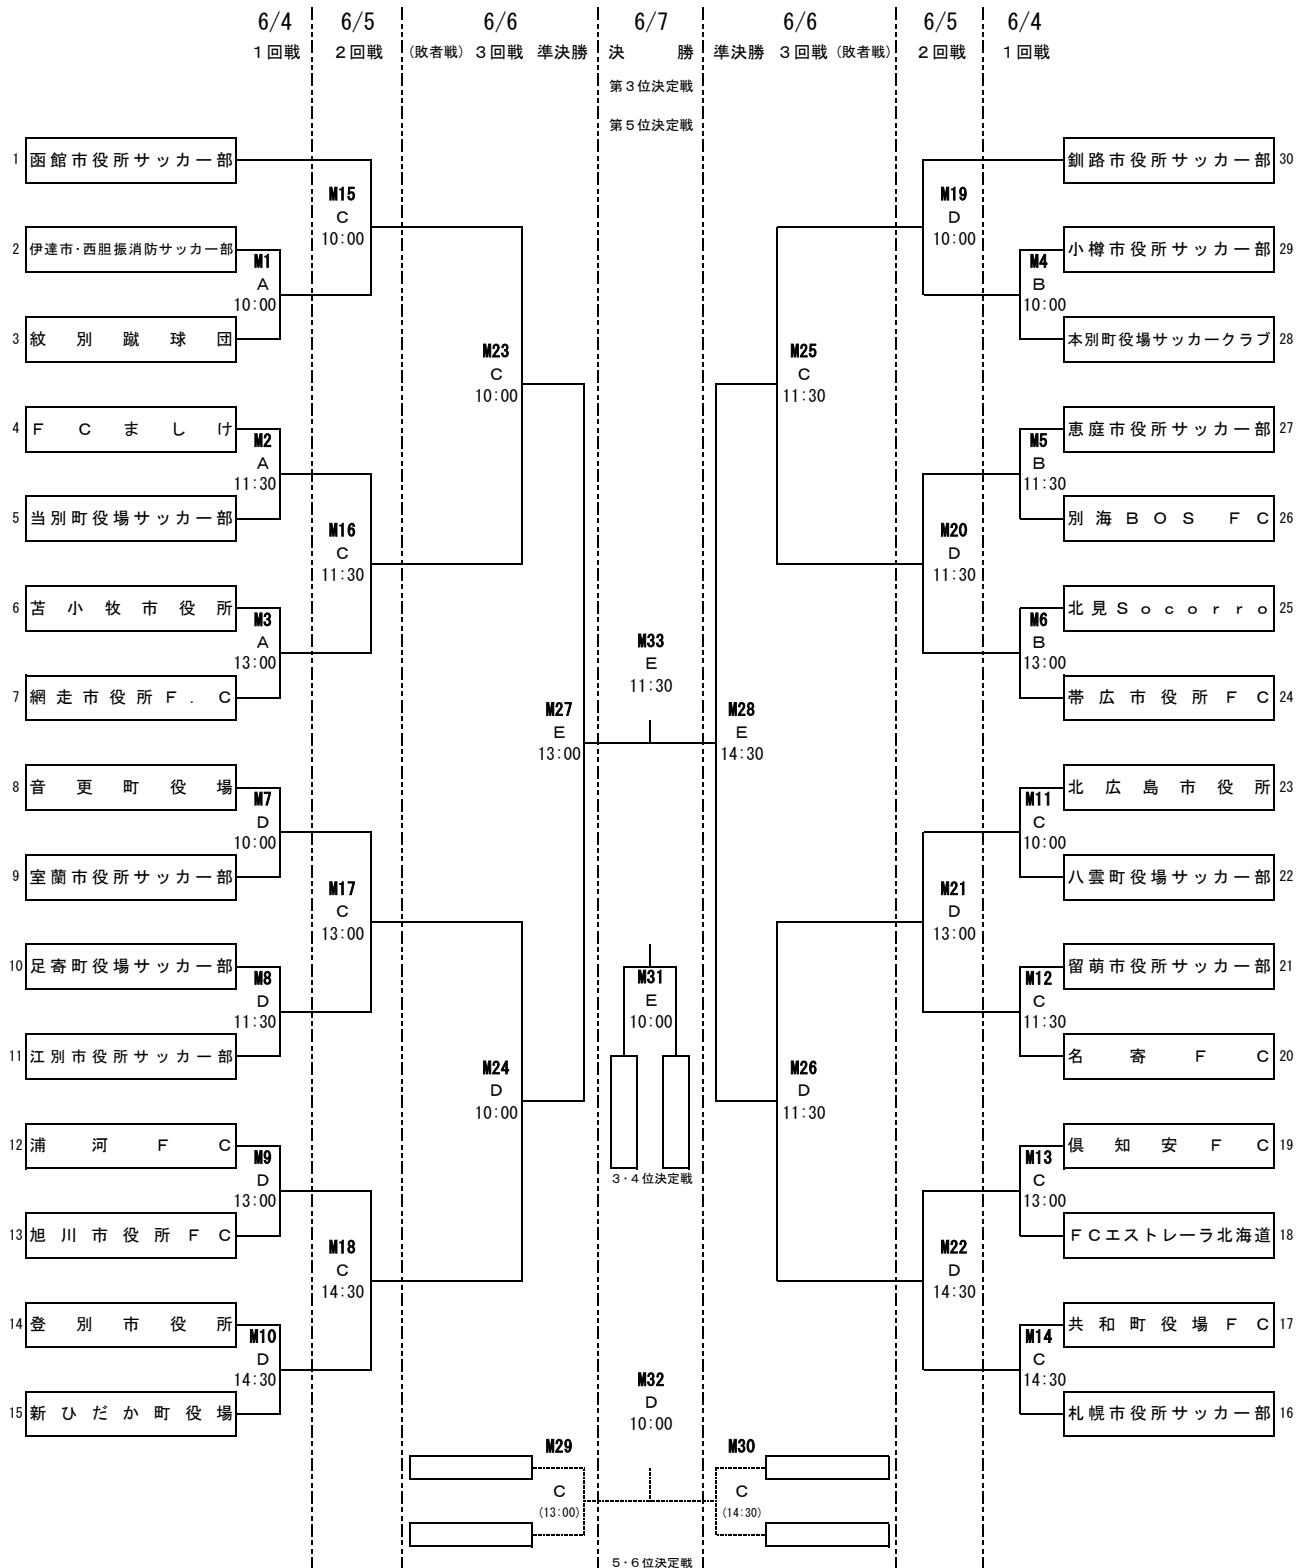 6/4 6/5 6/6 6/7 6/6 6/5 6/4
1回戦 2回戦 (敗者戦) 3回戦 準決勝 決 勝 準決勝 3回戦 (敗者戦) 2回戦 1回戦
第3位決定戦
第5位決定戦
1 函館市役所サッカー部
M15
C
10:00
2 伊達市・西胆振消防サッカー部
M1
A
10:00
3 紋別蹴球団
M23
C
10:00
4 FCましけ
M2
A
11:30
5 当別町役場サッカー部
M16
C
11:30
6 苫小牧市役所
M3
A
13:00
7 網走市役所F.C
M27
E
13:00
8 音更町役場
M7
D
10:00
9 室蘭市役所サッカー部
M17
C
13:00
10 足寄町役場サッカー部
M8
D
11:30
11 江別市役所サッカー部
M24
D
10:00
12 浦河FC
M9
D
13:00
13 旭川市役所FC
M18
C
14:30
14 登別市役所
M10
D
14:30
15 新ひだか町役場
M33
E
11:30
M31
E
10:00
3・4位決定戦
M32
D
10:00
M29
C
(13:00)
M30
C
(14:30)
5・6位決定戦
釧路市役所サッカー部 30
M19
D
10:00
小樽市役所サッカー部 29
M4
B
10:00
本別町役場サッカークラブ 28
M25
C
11:30
恵庭市役所サッカー部 27
M5
B
11:30
別海BOS FC 26
M20
D
11:30
北見Socorro 25
M6
B
13:00
帯広市役所FC 24
M28
E
14:30
北広島市役所 23
M11
C
10:00
八雲町役場サッカー部 22
M21
D
13:00
留萌市役所サッカー部 21
M12
C
11:30
名寄FC 20
M26
D
11:30
倶知安FC 19
M13
C
13:00
FCエストレーラ北海道 18
M22
D
14:30
共和町役場FC 17
M14
C
14:30
札幌市役所サッカー部 16